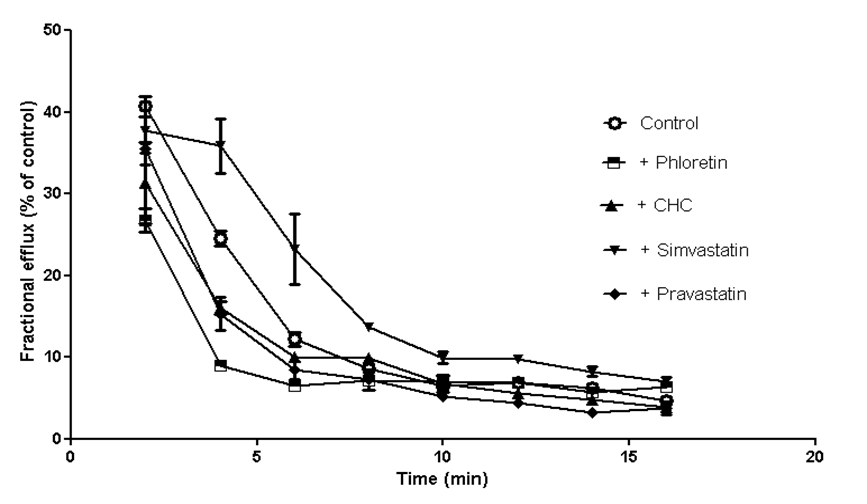 50
40
30
20
10
0
Fractional efflux (% of control)
0 5 10 15 20
Time (min)
Control
+ Phloretin
+ CHC
+ Simvastatin
+ Pravastatin